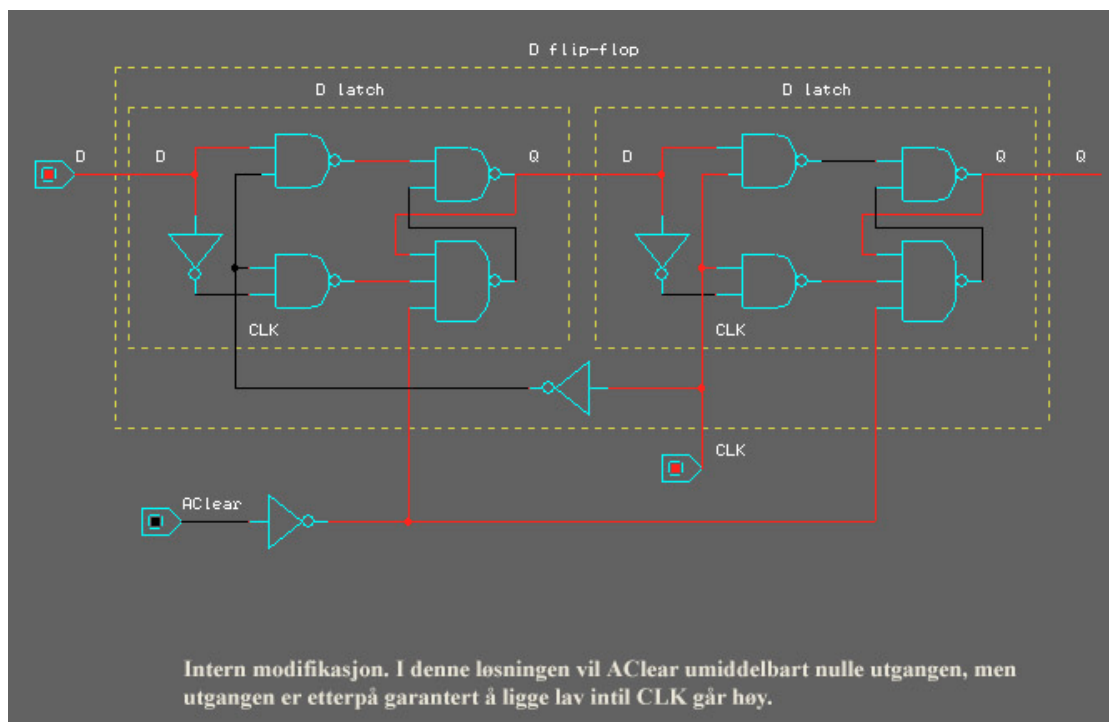 D flip-flop
D latch D latch
D D Q D Q Q
CLK CLK
CLK
AClear
Intern modifikasjon. I denne løsningen vil AClear umiddelbart nulle utgangen, men
utgangen er etterpå garantert å ligge lav intil CLK går høy.